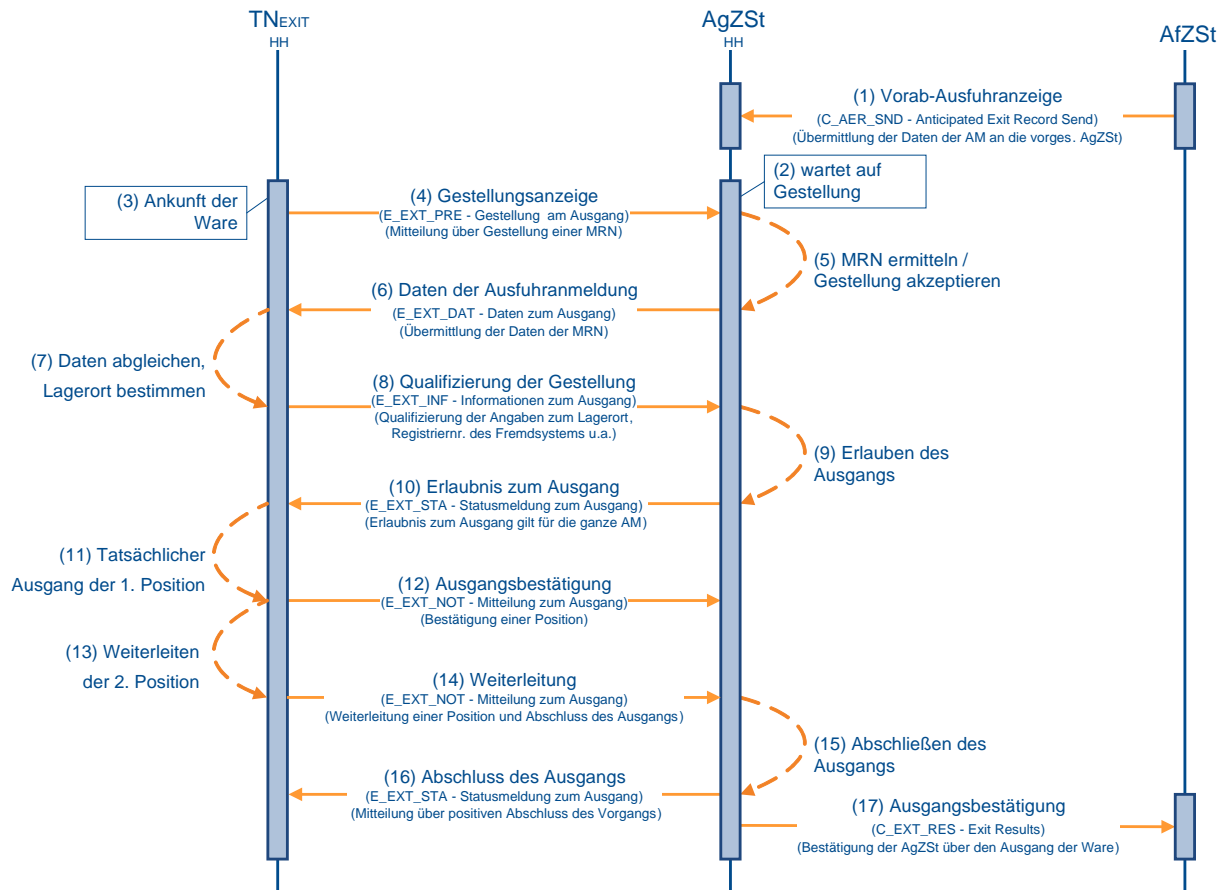 TNEXIT
HH
AgZSt
HH
AfZSt
(1) Vorab-Ausfuhranzeige
(C_AER_SND - Anticipated Exit Record Send)
(Übermittlung der Daten der AM an die vorges. AgZSt)
(2) wartet auf
Gestellung
(3) Ankunft der
Ware
(4) Gestellungsanzeige
(E_EXT_PRE - Gestellung am Ausgang)
(Mitteilung über Gestellung einer MRN)
(5) MRN ermitteln /
Gestellung akzeptieren
(6) Daten der Ausfuhranmeldung
(E_EXT_DAT - Daten zum Ausgang)
(Übermittlung der Daten der MRN)
(7) Daten abgleichen,
Lagerort bestimmen
(8) Qualifizierung der Gestellung
(E_EXT_INF - Informationen zum Ausgang)
(Qualifizierung der Angaben zum Lagerort,
Registriernr. des Fremdsystems u.a.)
(9) Erlauben des
Ausgangs
(10) Erlaubnis zum Ausgang
(E_EXT_STA - Statusmeldung zum Ausgang)
(Erlaubnis zum Ausgang gilt für die ganze AM)
(11) Tatsächlicher
Ausgang der 1. Position
(12) Ausgangsbestätigung
(E_EXT_NOT - Mitteilung zum Ausgang)
(Bestätigung einer Position)
(13) Weiterleiten
der 2. Position
(14) Weiterleitung
(E_EXT_NOT - Mitteilung zum Ausgang)
(Weiterleitung einer Position und Abschluss des Ausgangs)
(15) Abschließen des
Ausgangs
(16) Abschluss des Ausgangs
(E_EXT_STA - Statusmeldung zum Ausgang)
(Mitteilung über positiven Abschluss des Vorgangs)
(17) Ausgangsbestätigung
(C_EXT_RES - Exit Results)
(Bestätigung der AgZSt über den Ausgang der Ware)